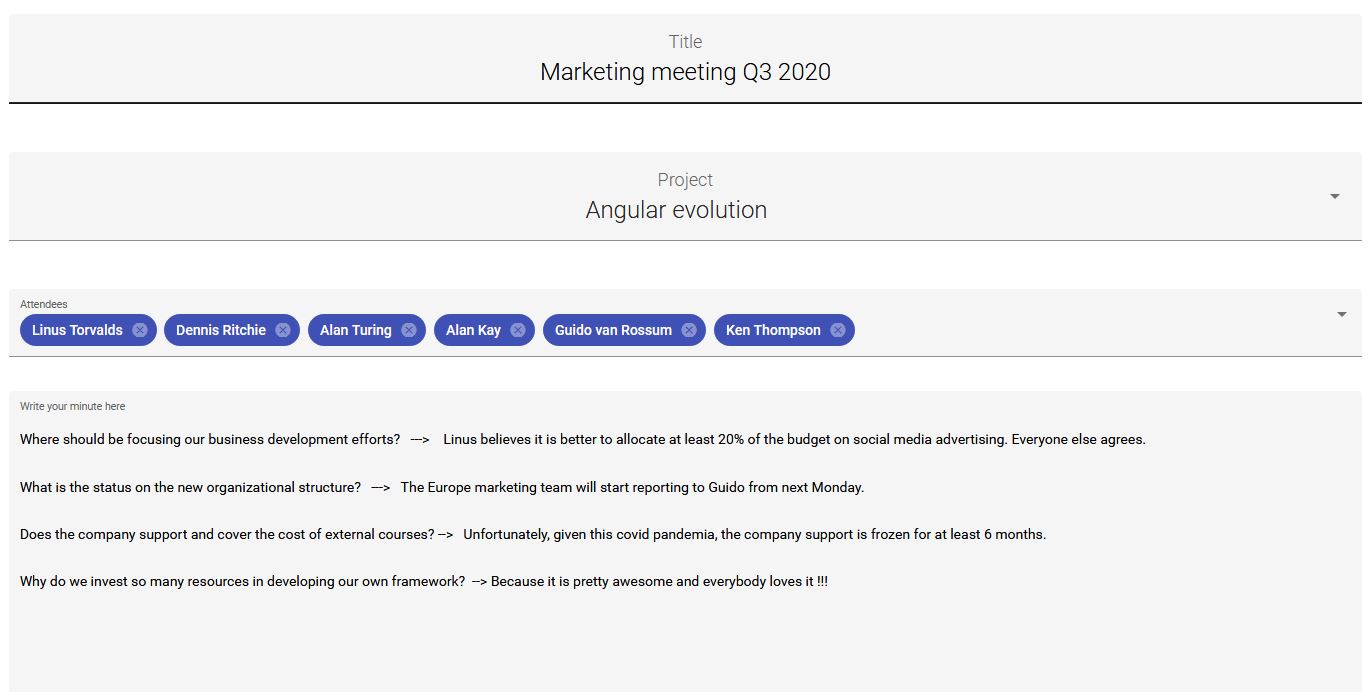 Title
Marketing meeting Q3 2020
Project
Angular evolution
Attendees
Linus Torvalds Dennis Ritchie Alan Turing Alan Kay Guido van Rossum Ken Thompson
Write your minute here
Where should be focusing our business development efforts? ---> Linus believes it is better to allocate at least 20% of the budget on social media advertising. Everyone else agrees.
What is the status on the new organizational structure? ---> The Europe marketing team will start reporting to Guido from next Monday.
Does the company support and cover the cost of external courses? --> Unfortunately, given this covid pandemia, the company support is frozen for at least 6 months.
Why do we invest so many resources in developing our own framework? --> Because it is pretty awesome and everybody loves it !!!